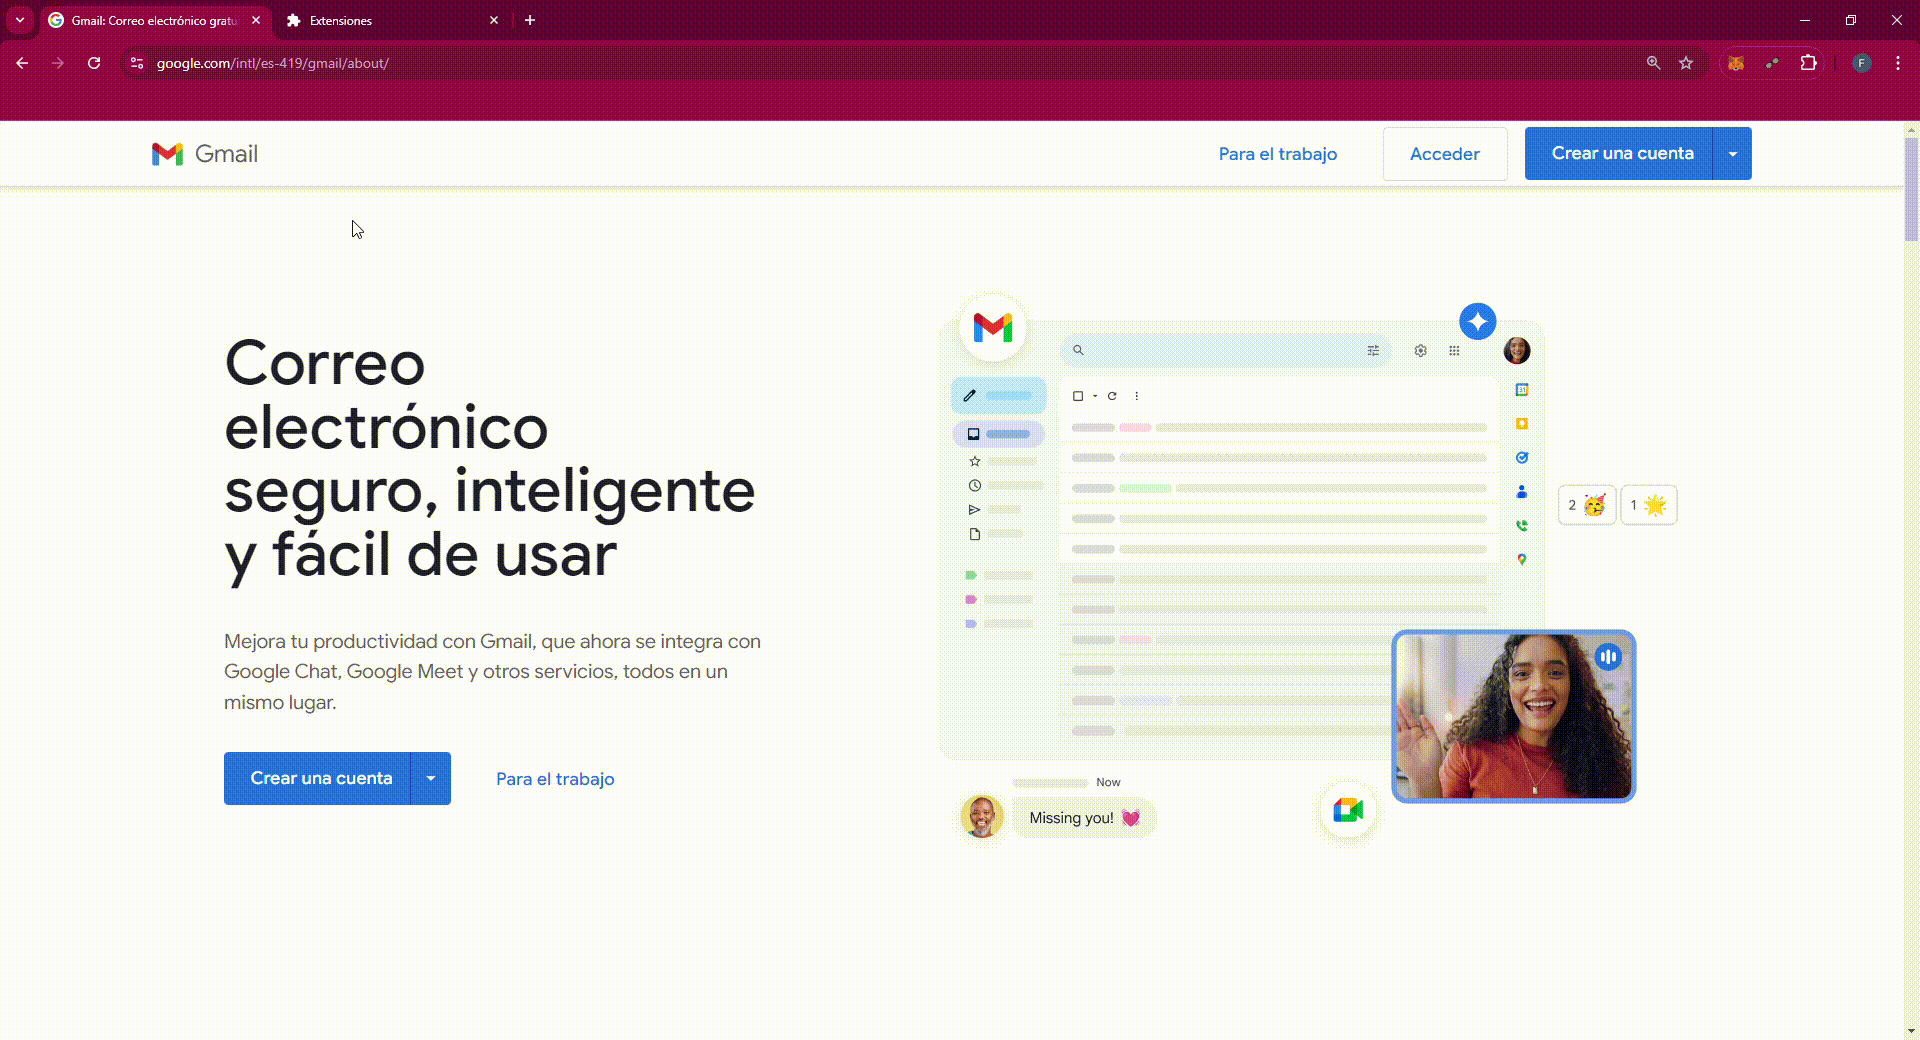 Gmail: Correo electrónico gratu
Extensiones
google.com/intl/es-419/gmail/about/
F
Gmail
Para el trabajo
Acceder
Crear una cuenta
Correo
electrónico
seguro, inteligente
y fácil de usar
Mejora tu productividad con Gmail, que ahora se integra con
Google Chat, Google Meet y otros servicios, todos en un
mismo lugar.
Crear una cuenta
Para el trabajo
31
2 🥳
1 🌟
Now
Missing you! 💓